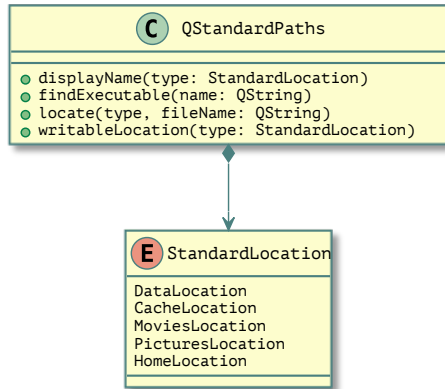 C QStandardPaths
displayName(type: StandardLocation)
findExecutable(name: QString)
locate(type, fileName: QString)
writableLocation(type: StandardLocation)
E StandardLocation
DataLocation
CacheLocation
MoviesLocation
PicturesLocation
HomeLocation